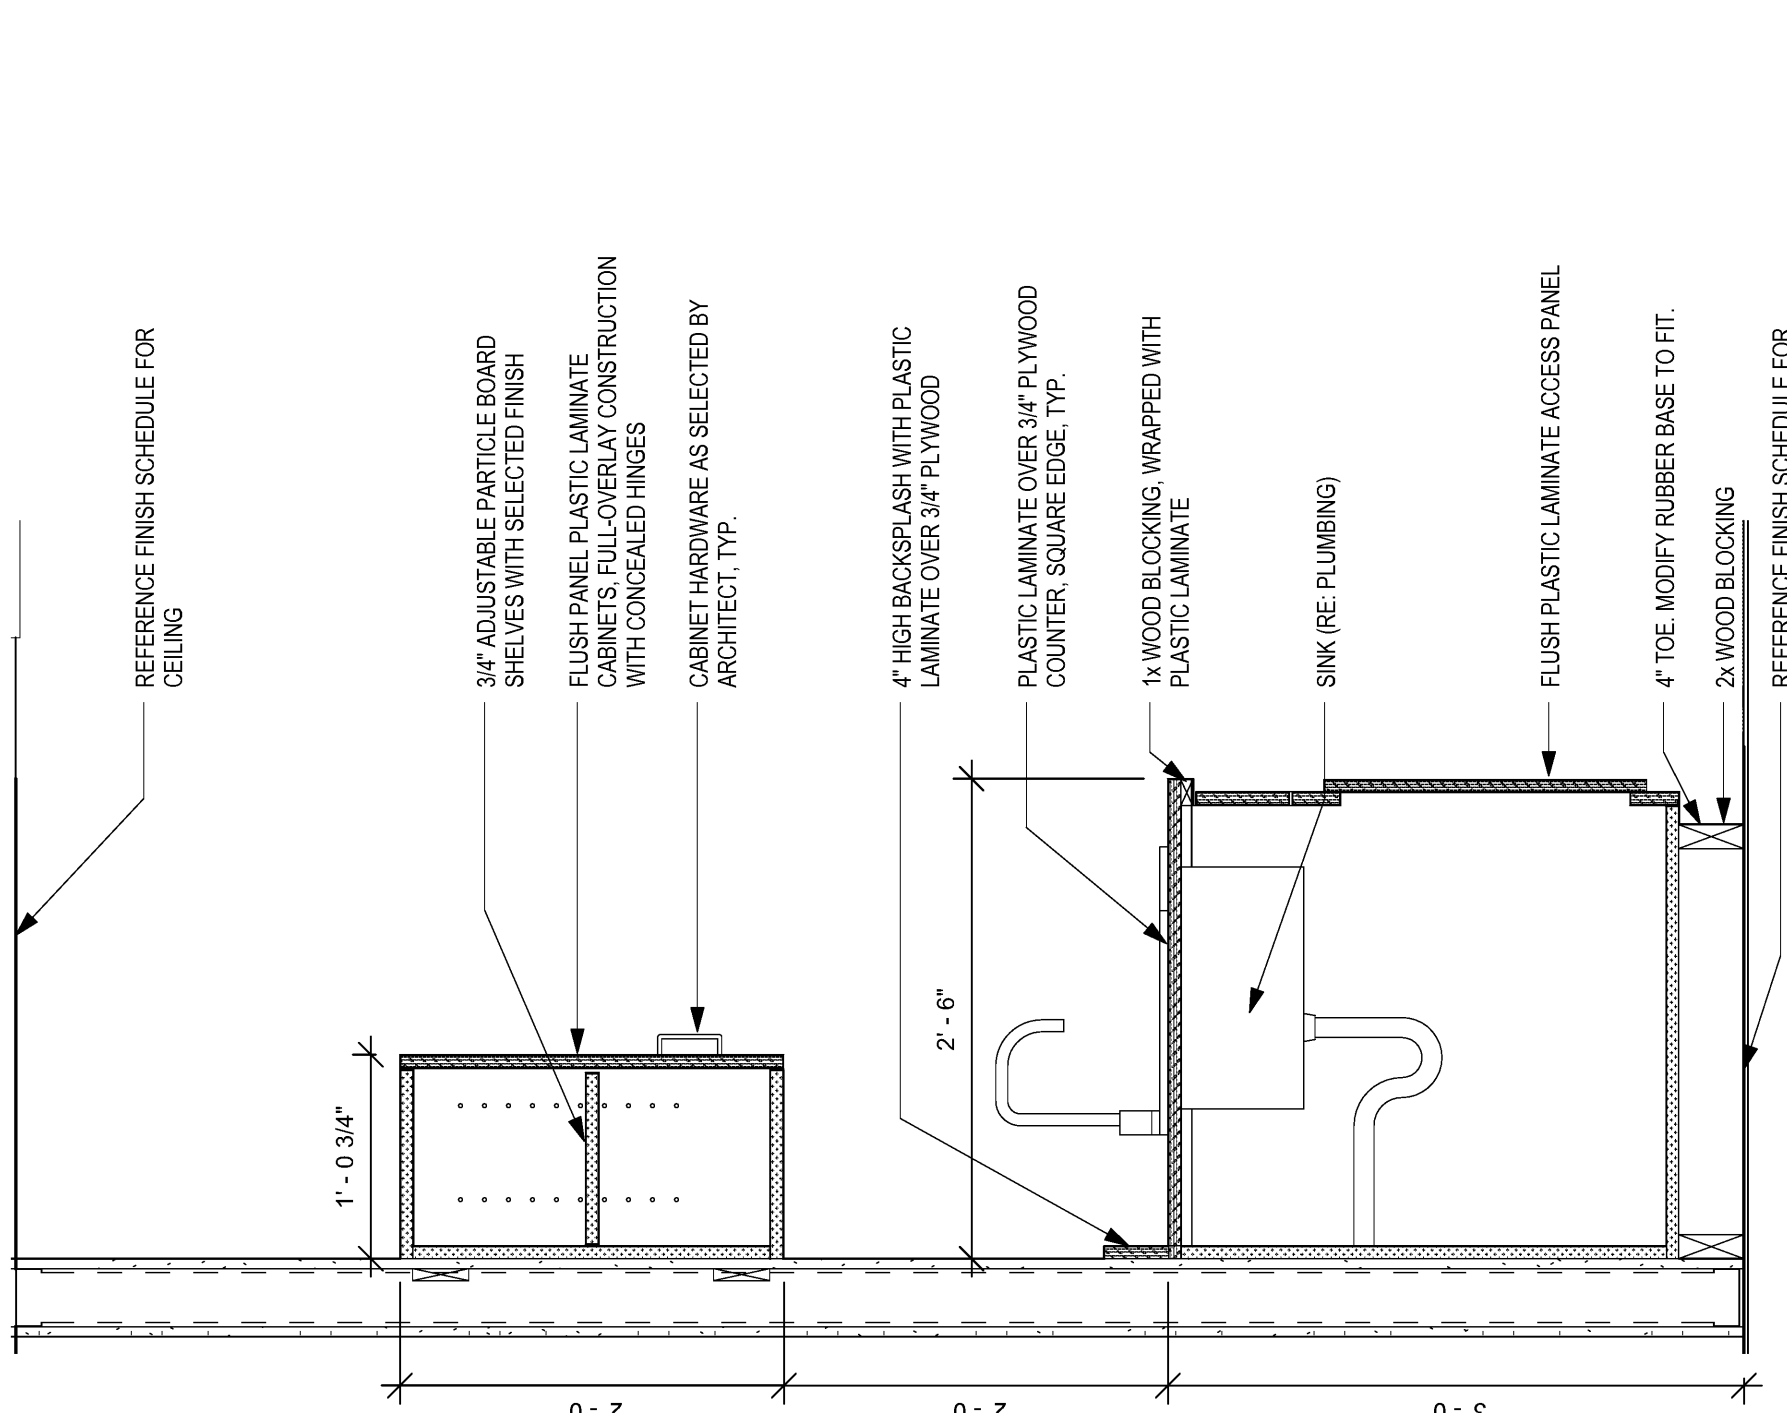 REFERENCE FINISH SCHEDULE FOR
CEILING
3/4" ADJUSTABLE PARTICLE BOARD
SHELVES WITH SELECTED FINISH
FLUSH PANEL PLASTIC LAMINATE
CABINETS, FULL-OVERLAY CONSTRUCTION
WITH CONCEALED HINGES
CABINET HARDWARE AS SELECTED BY
ARCHITECT, TYP.
4" HIGH BACKSPLASH WITH PLASTIC
LAMINATE OVER 3/4" PLYWOOD
PLASTIC LAMINATE OVER 3/4" PLYWOOD
COUNTER, SQUARE EDGE, TYP.
1x WOOD BLOCKING, WRAPPED WITH
PLASTIC LAMINATE
SINK (RE: PLUMBING)
FLUSH PLASTIC LAMINATE ACCESS PANEL
4" TOE. MODIFY RUBBER BASE TO FIT.
2x WOOD BLOCKING
REFERENCE FINISH SCHEDULE FOR
1' - 0 3/4"
2' - 6"